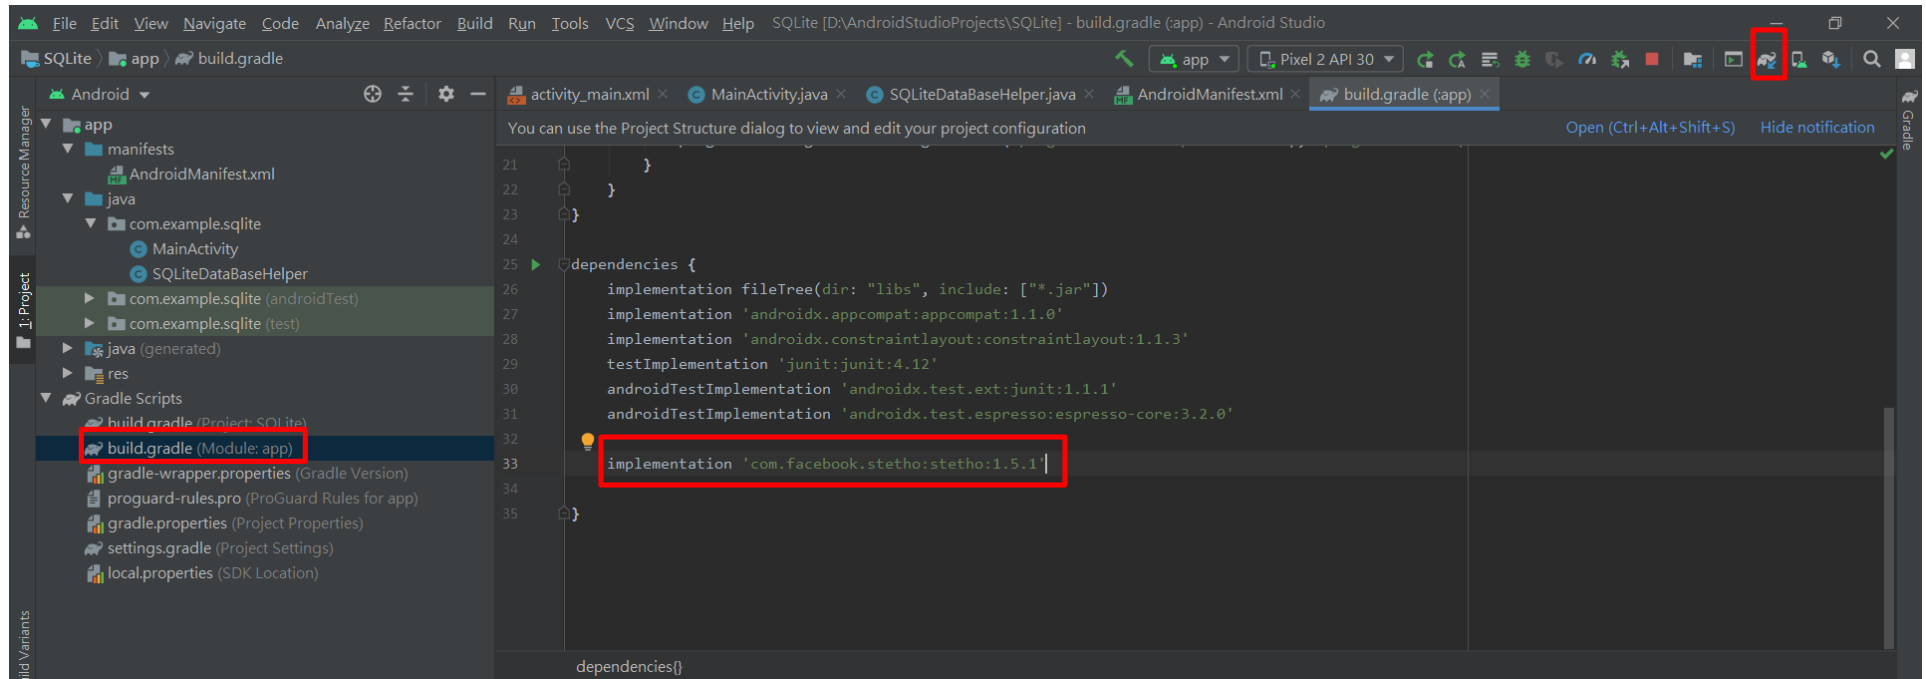 File Edit View Navigate Code Analyze Refactor Build Run Tools VCS Window Help SQLite [D:\AndroidStudioProjects\SQLite] - build.gradle (:app) - Android Studio
SQLite app build.gradle
app Pixel 2 API 30
Android
activity_main.xml MainActivity.java SQLiteDataBaseHelper.java AndroidManifest.xml build.gradle (:app)
You can use the Project Structure dialog to view and edit your project configuration Open (Ctrl+Alt+Shift+S) Hide notification
Resource Manager
1: Project
app
manifests
AndroidManifest.xml
java
com.example.sqlite
MainActivity
SQLiteDataBaseHelper
com.example.sqlite (androidTest)
com.example.sqlite (test)
java (generated)
res
Gradle Scripts
build.gradle (Project: SQLite)
build.gradle (Module: app)
gradle-wrapper.properties (Gradle Version)
proguard-rules.pro (ProGuard Rules for app)
gradle.properties (Project Properties)
settings.gradle (Project Settings)
local.properties (SDK Location)
21 }
22 }
23 }
24
25 dependencies {
26 implementation fileTree(dir: "libs", include: ["*.jar"])
27 implementation 'androidx.appcompat:appcompat:1.1.0'
28 implementation 'androidx.constraintlayout:constraintlayout:1.1.3'
29 testImplementation 'junit:junit:4.12'
30 androidTestImplementation 'androidx.test.ext:junit:1.1.1'
31 androidTestImplementation 'androidx.test.espresso:espresso-core:3.2.0'
32
33 implementation 'com.facebook.stetho:stetho:1.5.1'
34
35 }
dependencies{}
Gradle
Variants